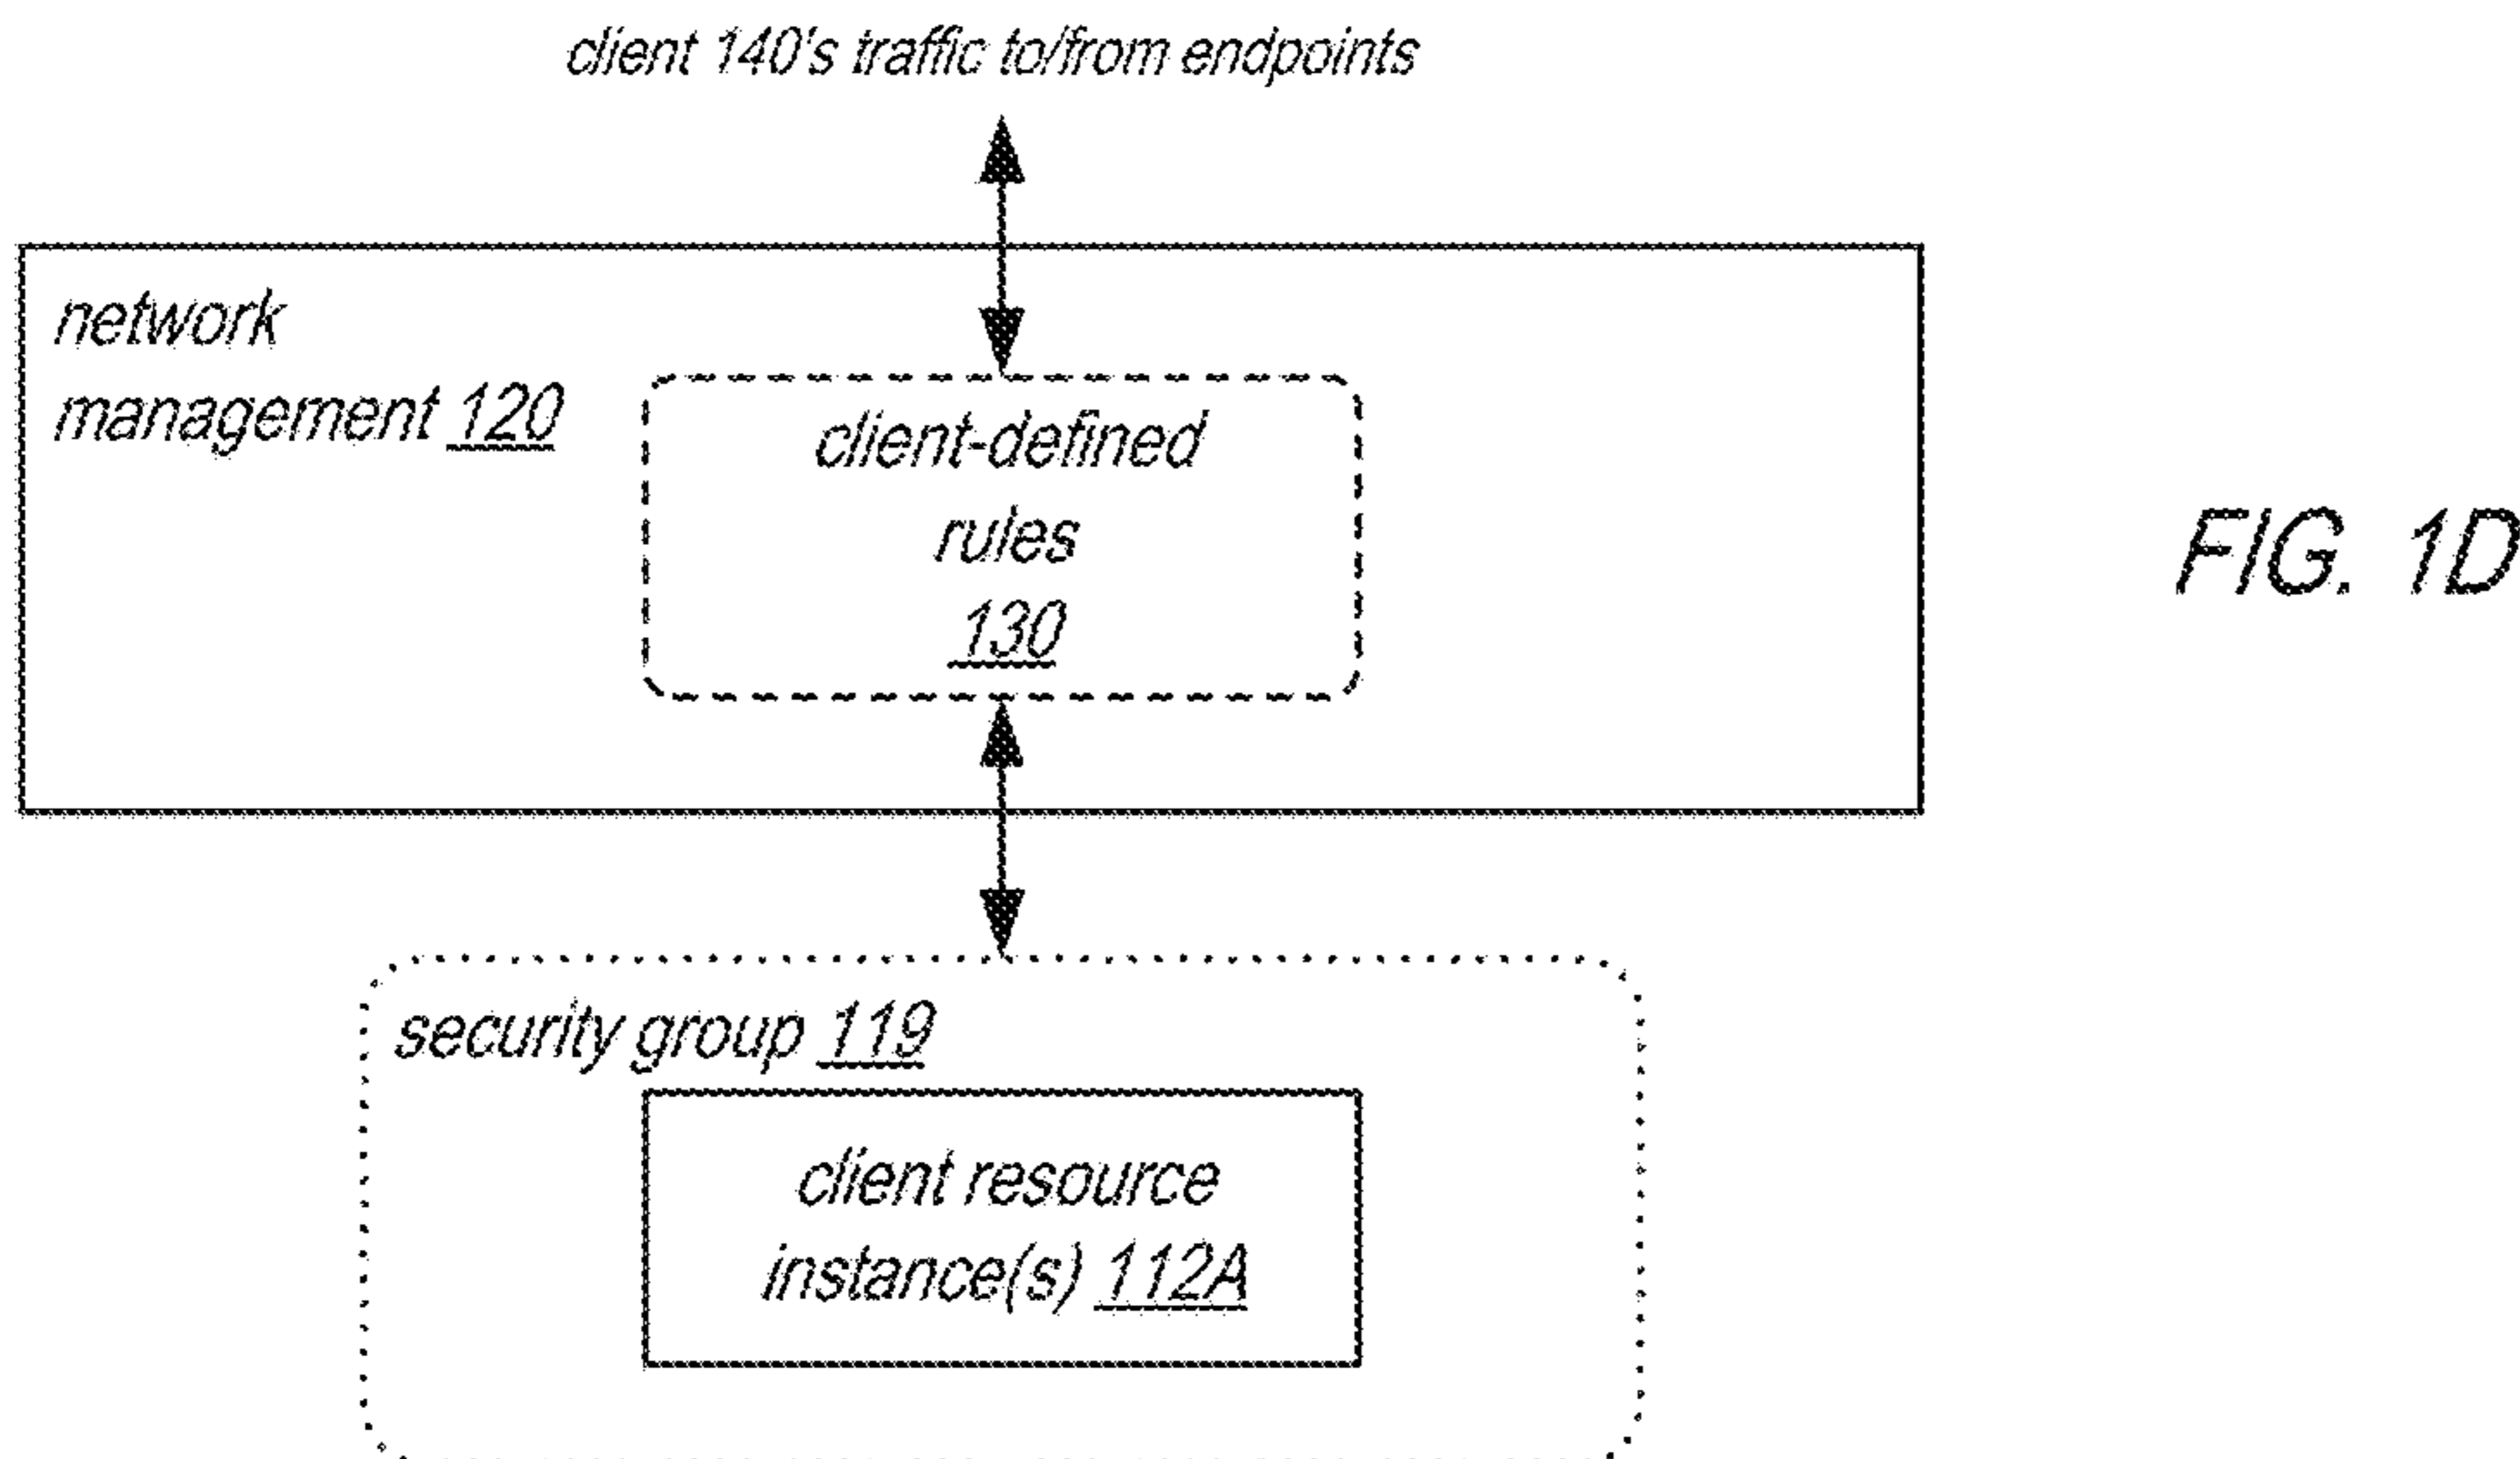 client 140's traffic to/from endpoints
network
management 120
client-defined
rules
130
FIG. 1D
security group 119
client resource
instance(s) 112A